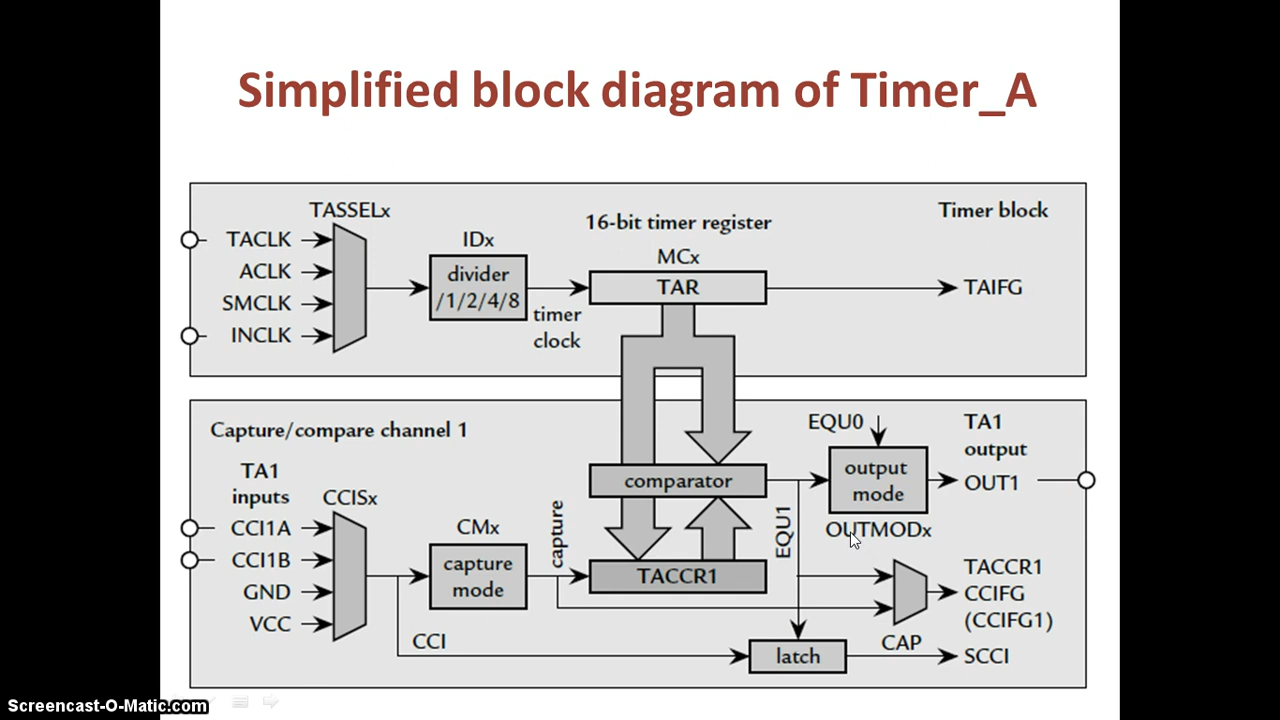 Simplified block diagram of Timer_A
TASSELx
16-bit timer register
Timer block
TACLK
ACLK
SMCLK
INCLK
IDx
divider
/1/2/4/8
timer
clock
MCx
TAR
TAIFG
Capture/compare channel 1
TA1
inputs
CCISx
CCI1A
CCI1B
GND
VCC
CMx
capture
mode
capture
CCI
comparator
TACCR1
EQU1
EQU0
output
mode
OUTMODx
TA1
output
OUT1
TACCR1
CCIFG
(CCIFG1)
CAP
latch
SCCI
Screencast-O-Matic.com